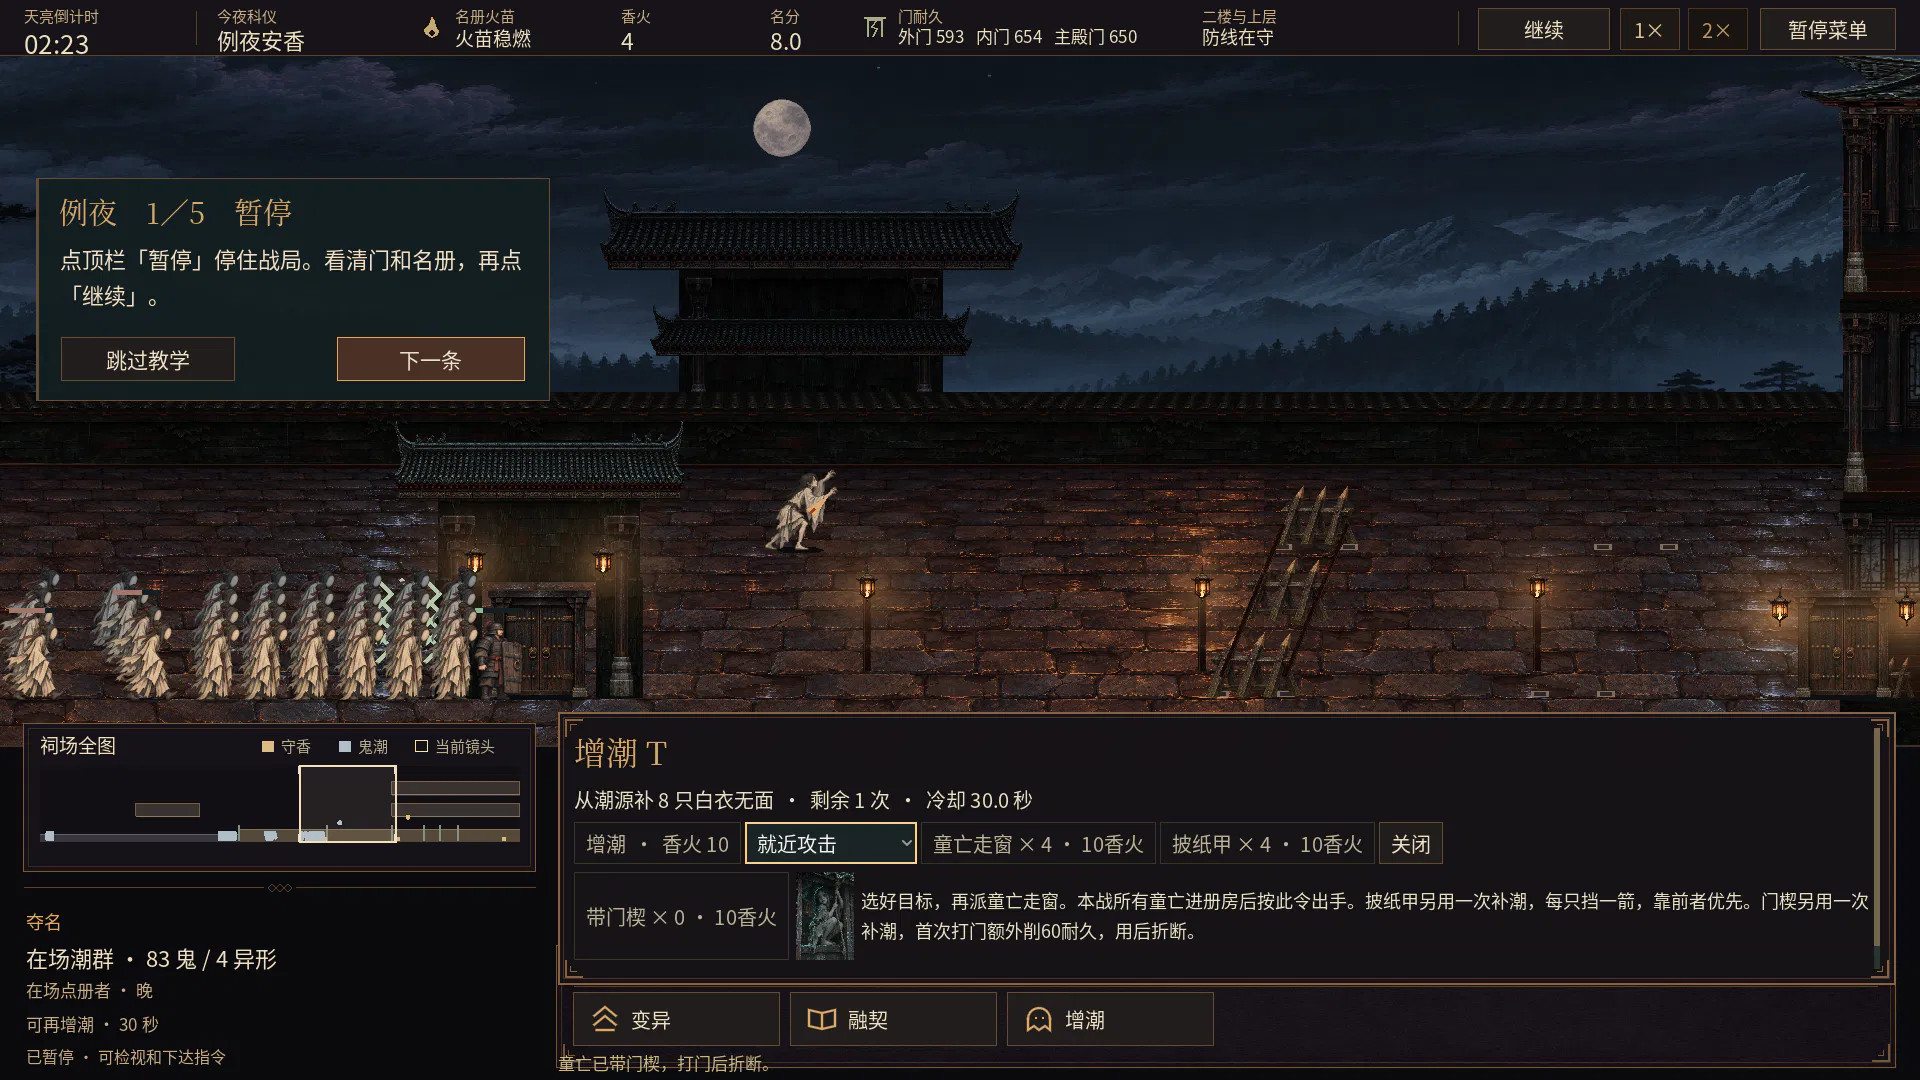 天亮倒计时
02:23
今夜科仪
例夜安香
名册火苗
火苗稳燃
香火
4
名分
8.0
门耐久
外门 593 内门 654 主殿门 650
二楼与上层
防线在守
继续
1×
2×
暂停菜单
例夜 1／5 暂停
点顶栏「暂停」停住战局。看清门和名册，再点
「继续」。
跳过教学
下一条
祠场全图
守香
鬼潮
当前镜头
夺名
在场潮群 · 83 鬼 / 4 异形
在场点册者 · 晚
可再增潮 · 30 秒
已暂停 · 可检视和下达指令
增潮 T
从潮源补 8 只白衣无面 · 剩余 1 次 · 冷却 30.0 秒
增潮 · 香火 10
就近攻击
童亡走窗 × 4 · 10香火
披纸甲 × 4 · 10香火
关闭
带门楔 × 0 · 10香火
选好目标，再派童亡走窗。本战所有童亡进册房后按此令出手。披纸甲另用一次补潮，每只挡一箭，靠前者优先。门楔另用一次
补潮，首次打门额外削60耐久，用后折断。
变异
融契
增潮
童亡已带门楔，打门后折断。